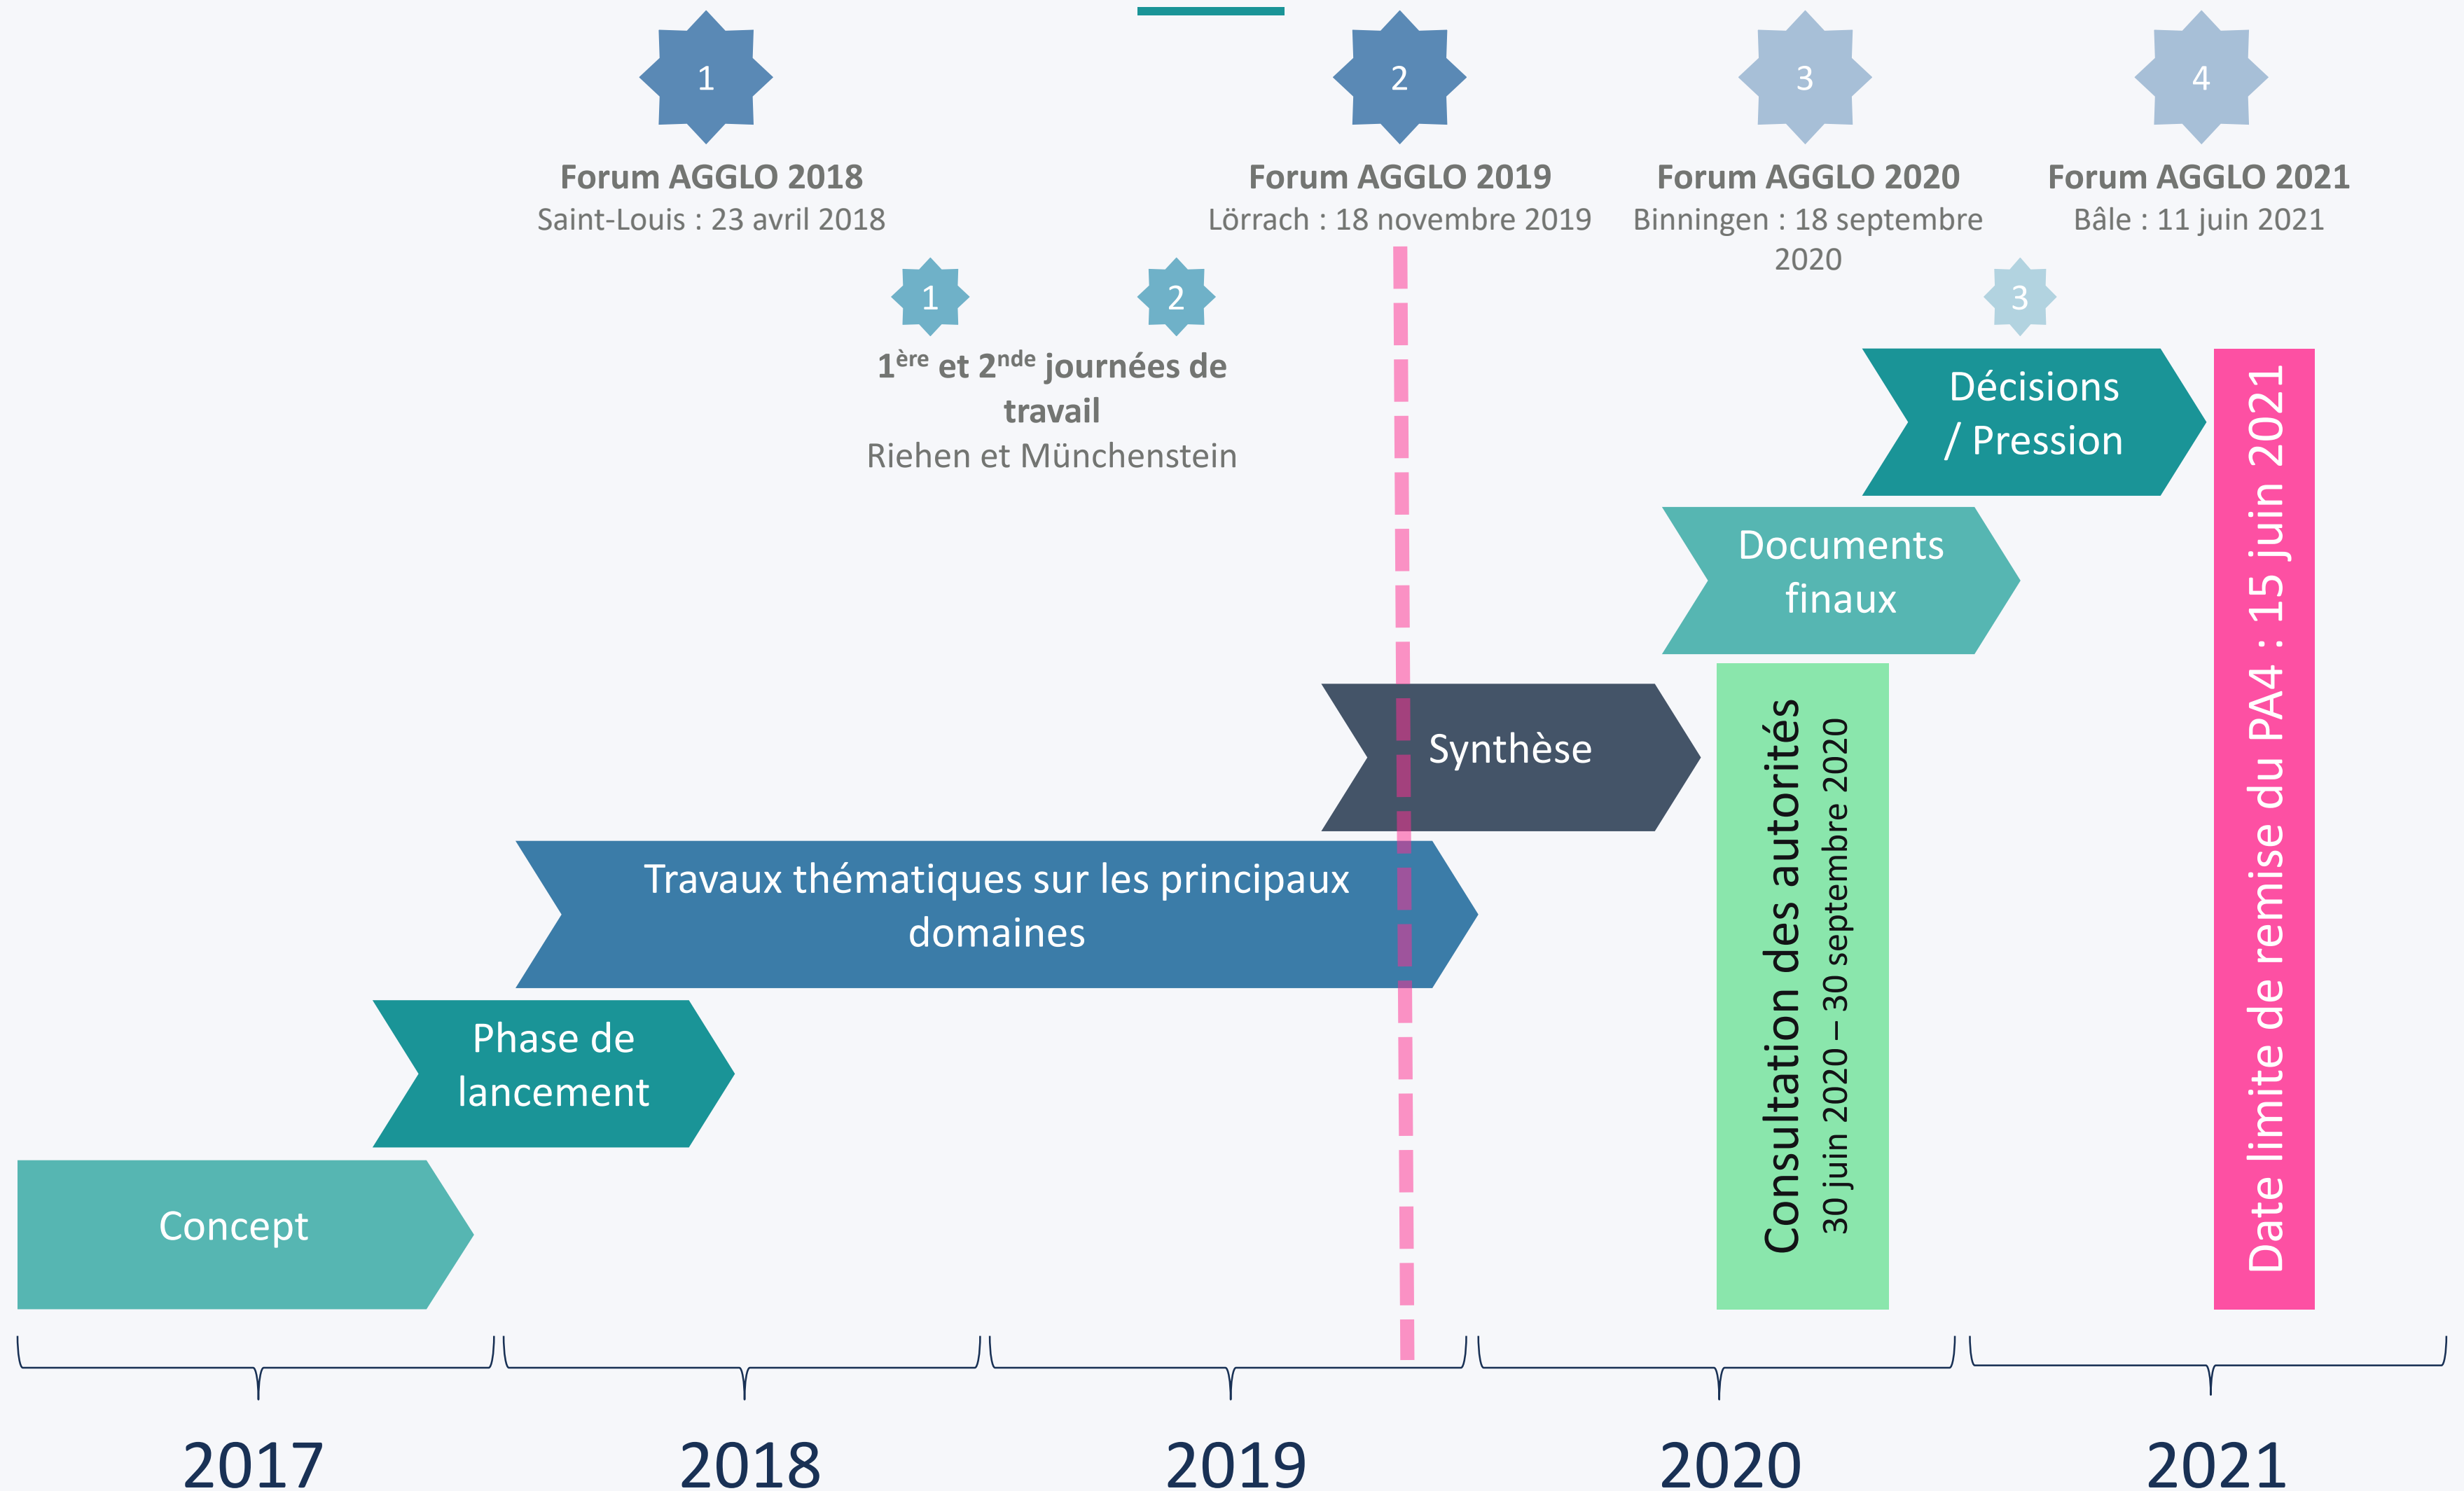 1
2
3
4
Forum AGGLO 2018
Saint-Louis : 23 avril 2018
Forum AGGLO 2019
Lörrach : 18 novembre 2019
Forum AGGLO 2020
Binningen : 18 septembre
2020
Forum AGGLO 2021
Bâle : 11 juin 2021
1
2
3
1ère et 2nde journées de
travail
Riehen et Münchenstein
Décisions
/ Pression
Documents
finaux
Synthèse
Travaux thématiques sur les principaux
domaines
Phase de
lancement
Concept
Consultation des autorités
30 juin 2020 – 30 septembre 2020
Date limite de remise du PA4 : 15 juin 2021
2017
2018
2019
2020
2021